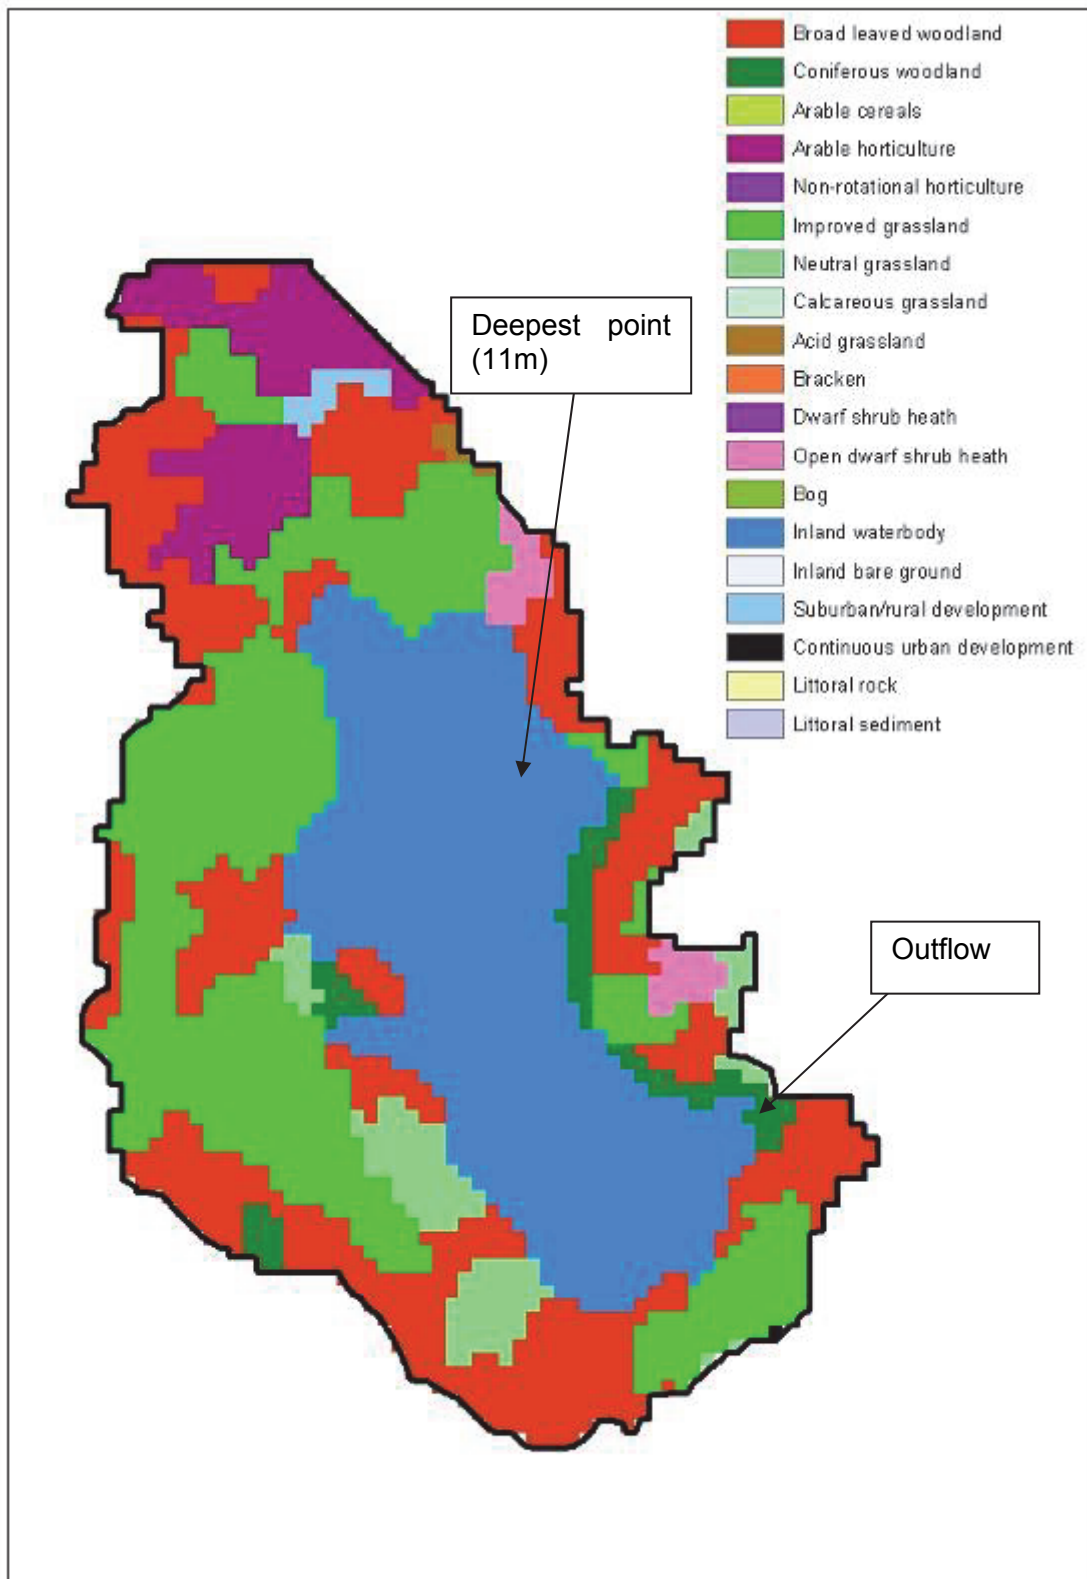 Broad leaved woodland
Coniferous woodland
Arable cereals
Arable horticulture
Non-rotational horticulture
Improved grassland
Neutral grassland
Calcareous grassland
Acid grassland
Bracken
Dwarf shrub heath
Open dwarf shrub heath
Bog
Inland waterbody
Inland bare ground
Suburban/rural development
Continuous urban development
Littoral rock
Littoral sediment
Deepest point
(11m)
Outflow